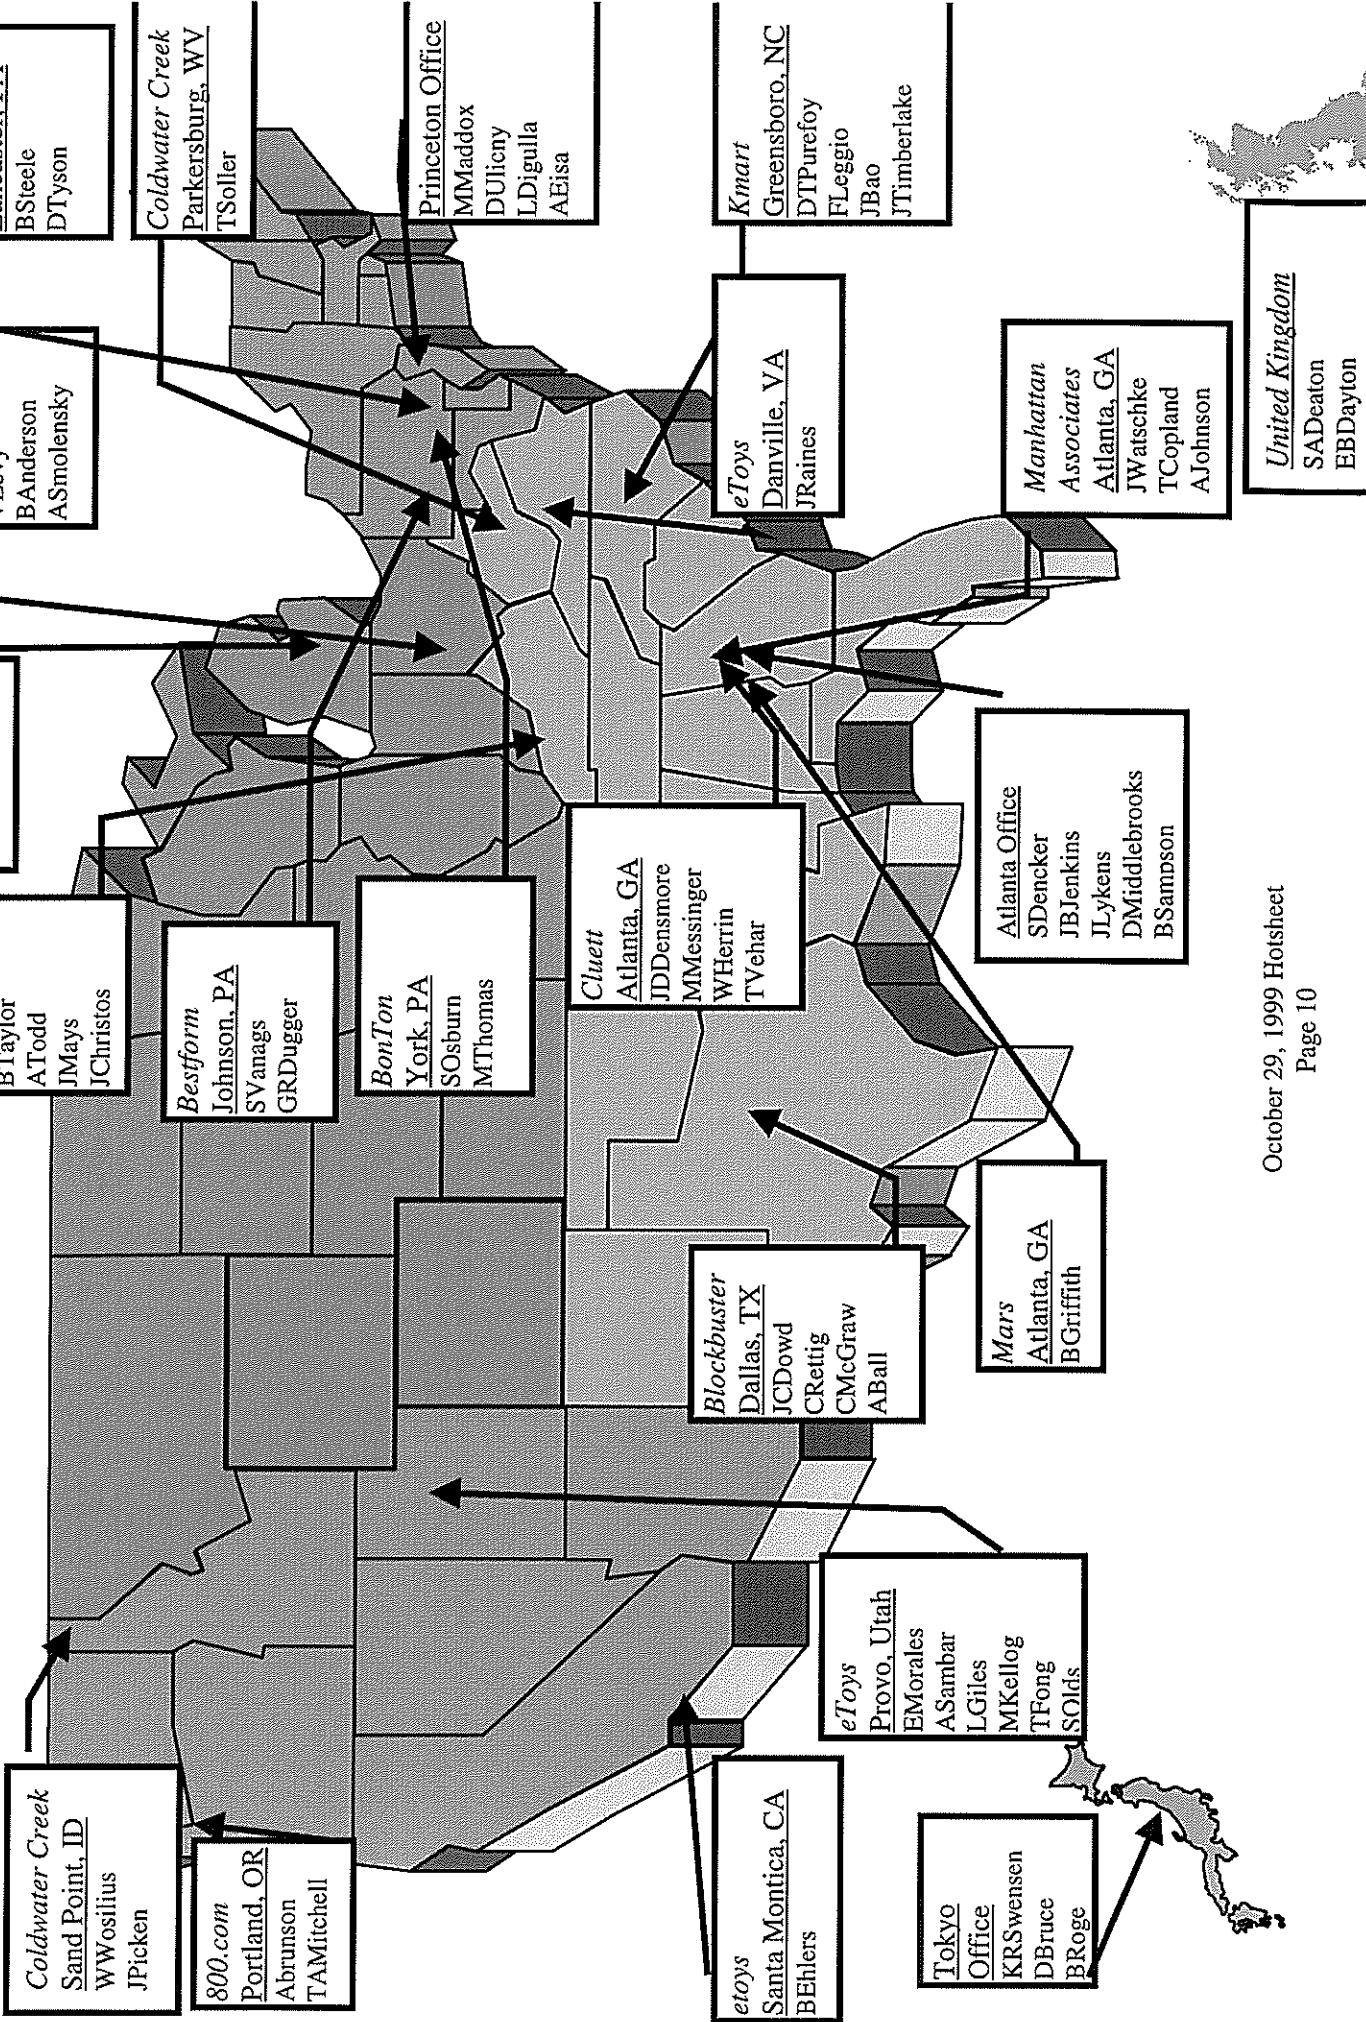 Coldwater Creek
Sand Point, ID
WWosilius
JPicken
800.com
Portland, OR
Abrunson
TAMitchell
etoys
Santa Montica, CA
BEhlers
Tokyo
Office
KRSwensen
DBruce
BRoge
eToys
Provo, Utah
EMorales
ASambar
LGiles
MKellog
TFong
SOlds
Blockbuster
Dallas, TX
JCDowd
CRettig
CMcGraw
ABall
Mars
Atlanta, GA
BGriffith
BTaylor
ATodd
JMays
JChristos
Bestform
Johnson, PA
SVanags
GRDugger
BonTon
York, PA
SOsburn
MThomas
Cluett
Atlanta, GA
JDDensmore
MMessinger
WHerrin
TVehar
Atlanta Office
SDencker
JBJenkins
JLykens
DMiddlebrooks
BSampson
BAnderson
ASmolensky
eToys
Danville, VA
JRaines
Manhattan
Associates
Atlanta, GA
JWatschke
TCopland
AJohnson
United Kingdom
SADeaton
EBDayton
BSteele
DTyson
Coldwater Creek
Parkersburg, WV
TSoller
Princeton Office
MMaddox
DUlicny
LDigulla
AEisa
Kmart
Greensboro, NC
DTPurefoy
FLeggio
JBao
JTimberlake
October 29, 1999 Hotsheet
Page 10